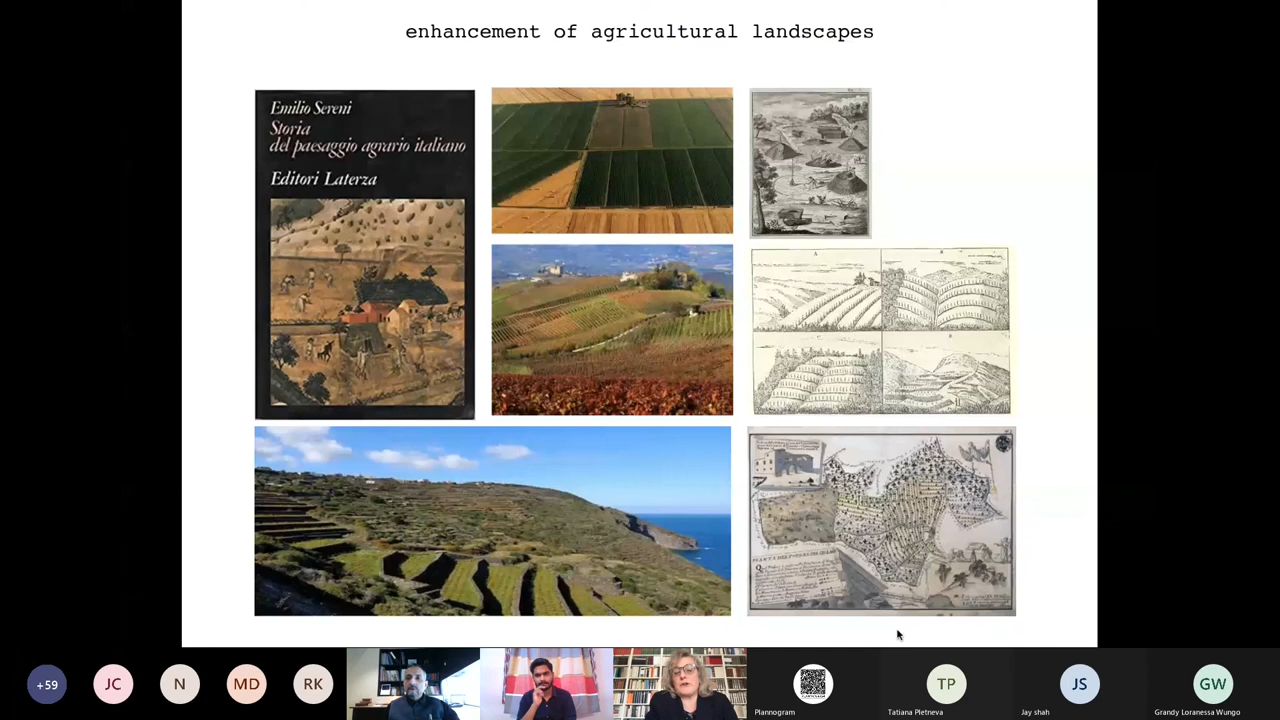 enhancement of agricultural landscapes
Emilio Sereni
Storia
del paesaggio agrario italiano
Editori Laterza
+59
JC
N
MD
RK
Plannogram
TP
Tatiana Pletneva
JS
Jay shah
GW
Grandy Loranessa Wungo